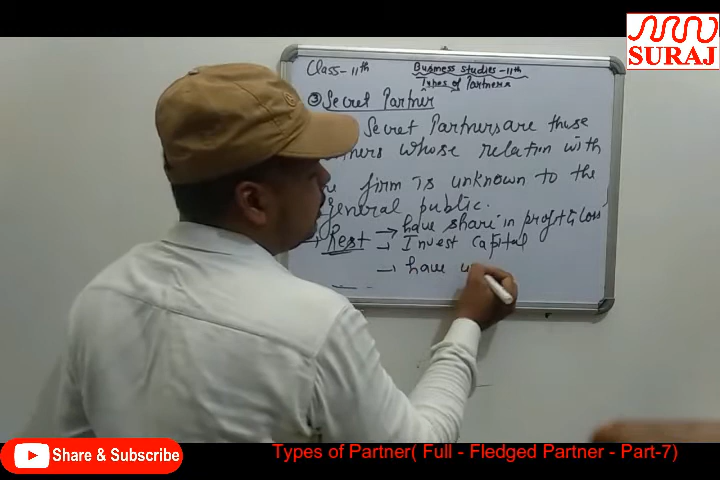 SURAJ
Class-11th
Business Studies-11th
Types of Partners
③ Secret Partner
Secret Partners are those
whose relation with
firm is unknown to the
General public.
→ Rest → have share in profit & loss
→ Invest capital
→ have
Share & Subscribe
Types of Partner( Full - Fledged Partner - Part-7)